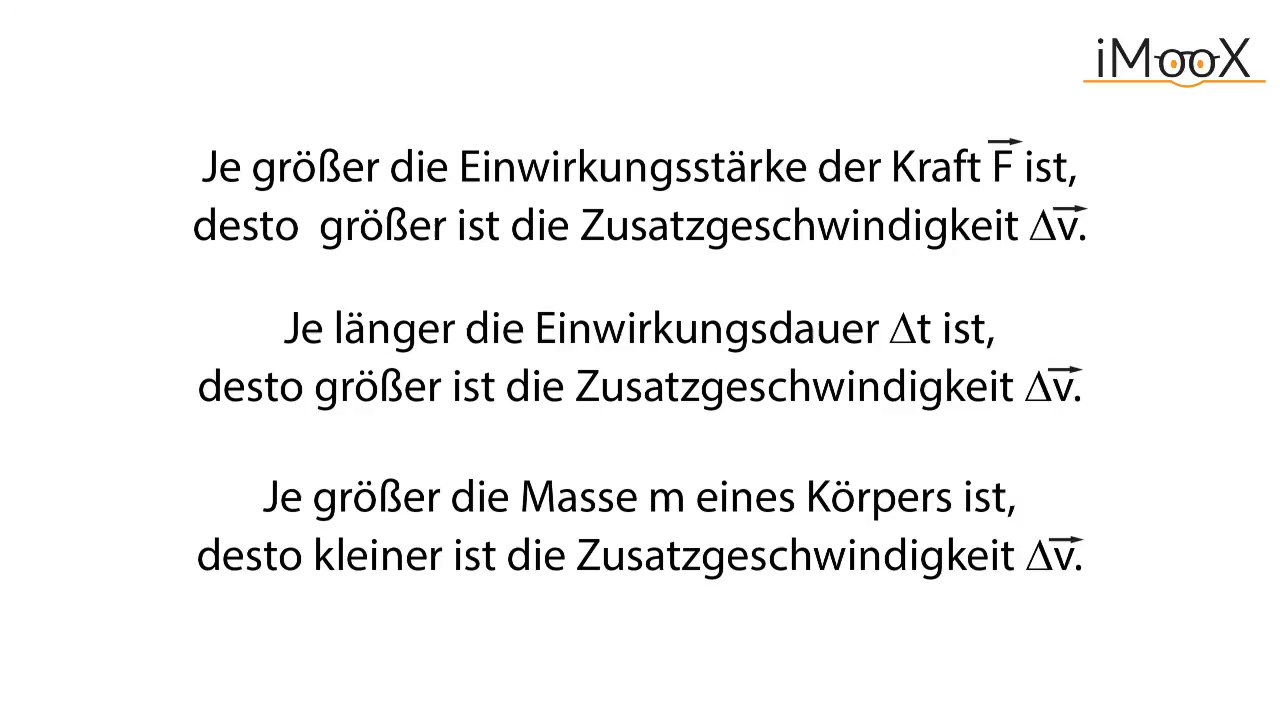 iMooX
Je größer die Einwirkungsstärke der Kraft F⃗ ist,
desto größer ist die Zusatzgeschwindigkeit Δv⃗.
Je länger die Einwirkungsdauer Δt ist,
desto größer ist die Zusatzgeschwindigkeit Δv⃗.
Je größer die Masse m eines Körpers ist,
desto kleiner ist die Zusatzgeschwindigkeit Δv⃗.